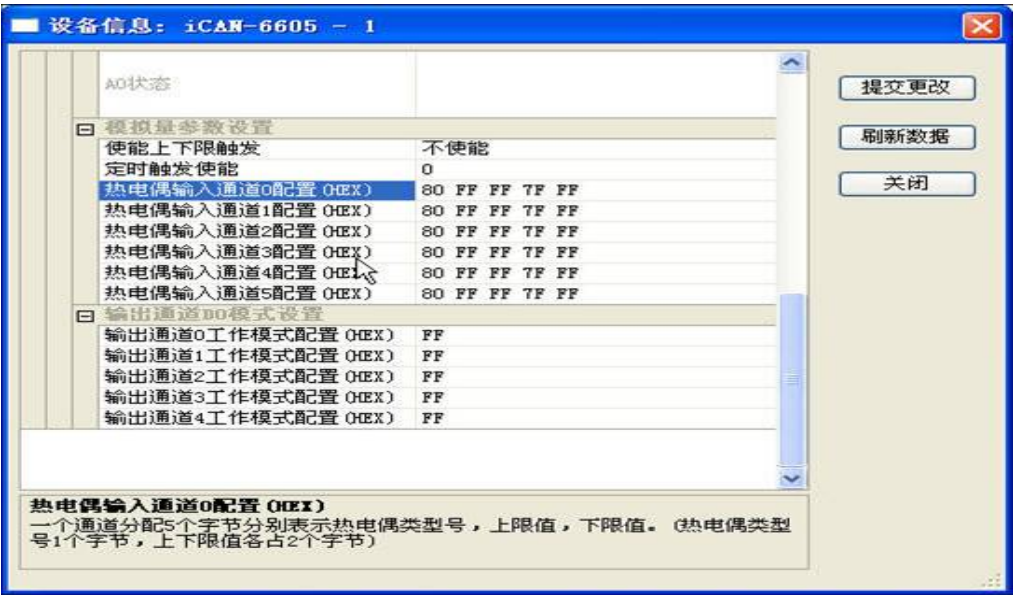 设备信息： iCAN-6605 - 1
AO状态
提交更改
模拟量参数设置
刷新数据
使能上下限触发 不使能
定时触发使能 0
热电偶输入通道0配置(HEX) 80 FF FF 7F FF
关闭
热电偶输入通道1配置(HEX) 80 FF FF 7F FF
热电偶输入通道2配置(HEX) 80 FF FF 7F FF
热电偶输入通道3配置(HEX) 80 FF FF 7F FF
热电偶输入通道4配置(HEX) 80 FF FF 7F FF
热电偶输入通道5配置(HEX) 80 FF FF 7F FF
输出通道DO模式设置
输出通道0工作模式配置(HEX) FF
输出通道1工作模式配置(HEX) FF
输出通道2工作模式配置(HEX) FF
输出通道3工作模式配置(HEX) FF
输出通道4工作模式配置(HEX) FF
热电偶输入通道0配置(HEX)
一个通道分配5个字节分别表示热电偶类型号，上限值，下限值。(热电偶类型
号1个字节，上下限值各占2个字节)